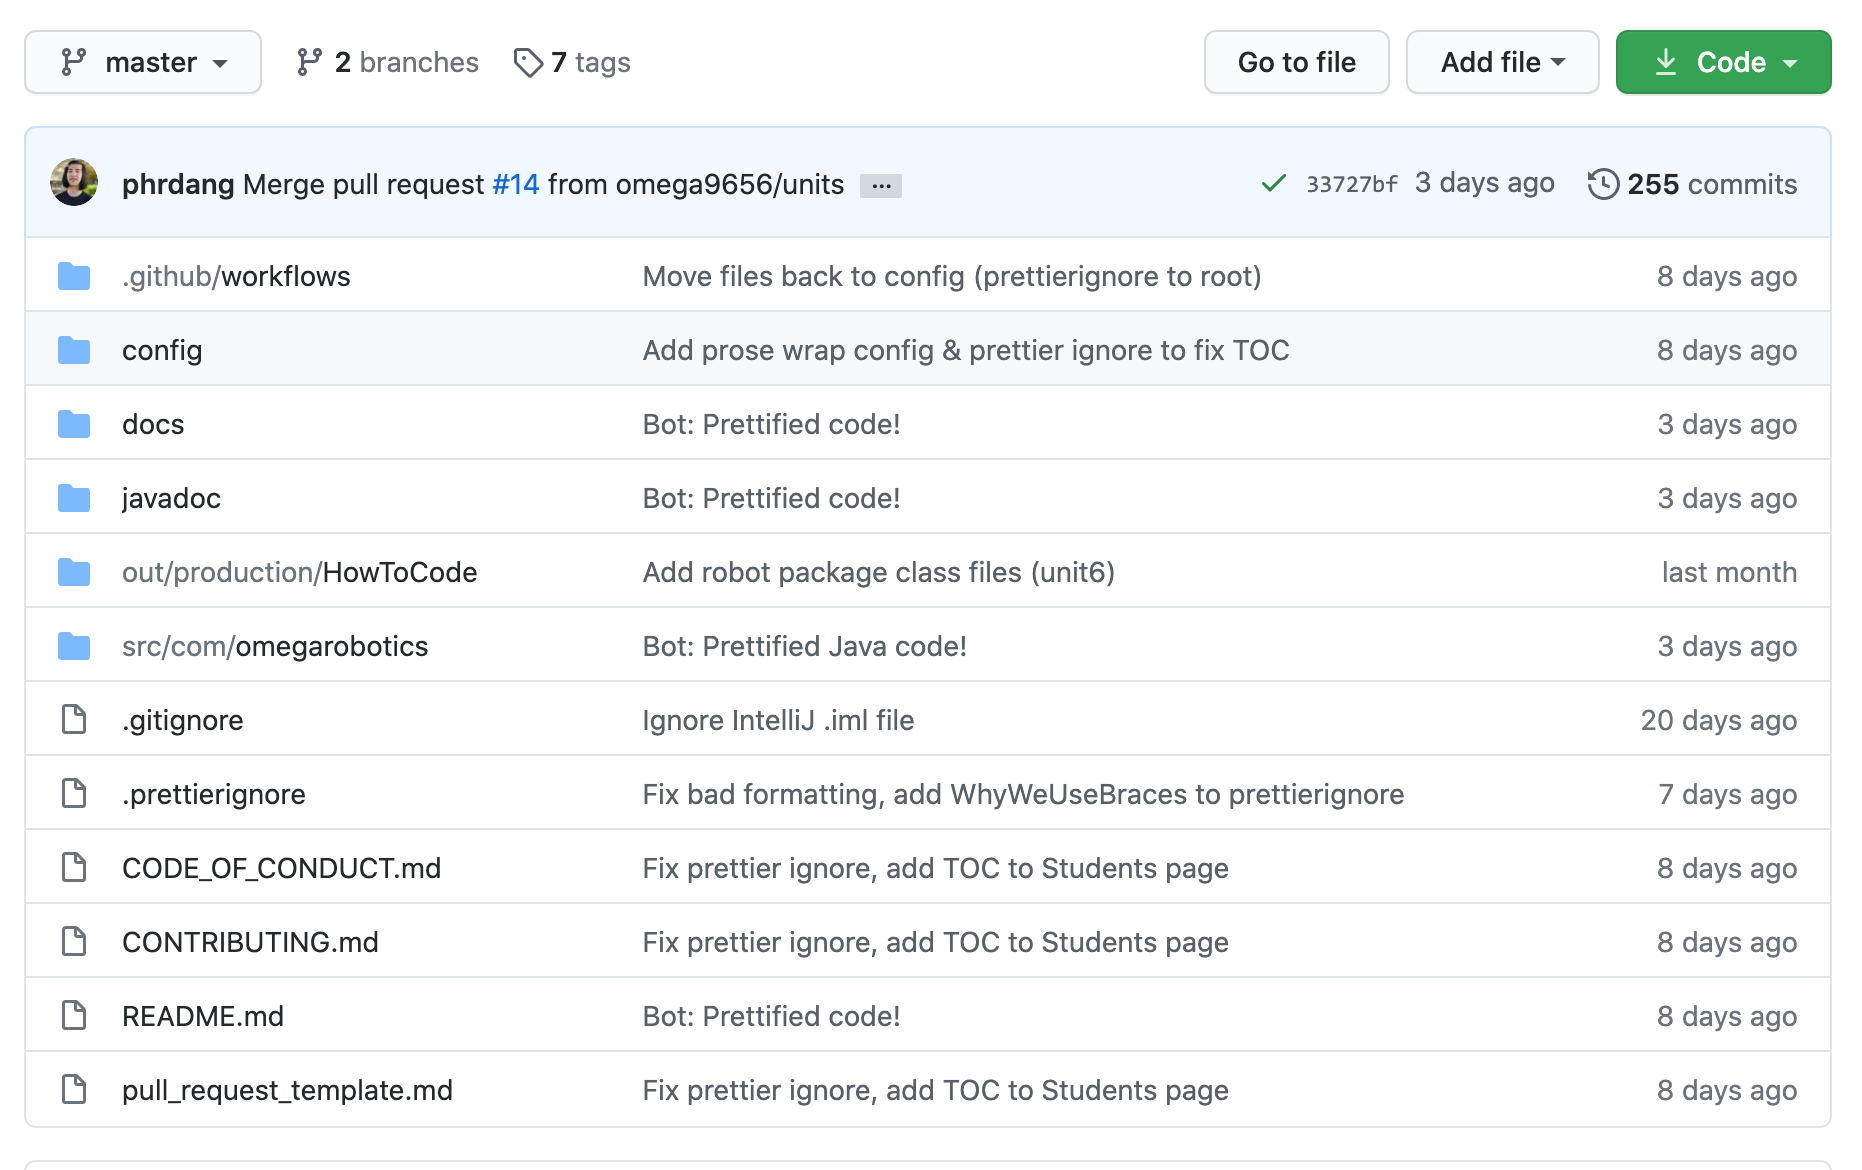 master 2 branches 7 tags Go to file Add file Code
phrdang Merge pull request #14 from omega9656/units ... 33727bf 3 days ago 255 commits
.github/workflows Move files back to config (prettierignore to root) 8 days ago
config Add prose wrap config & prettier ignore to fix TOC 8 days ago
docs Bot: Prettified code! 3 days ago
javadoc Bot: Prettified code! 3 days ago
out/production/HowToCode Add robot package class files (unit6) last month
src/com/omegarobotics Bot: Prettified Java code! 3 days ago
.gitignore Ignore IntelliJ .iml file 20 days ago
.prettierignore Fix bad formatting, add WhyWeUseBraces to prettierignore 7 days ago
CODE_OF_CONDUCT.md Fix prettier ignore, add TOC to Students page 8 days ago
CONTRIBUTING.md Fix prettier ignore, add TOC to Students page 8 days ago
README.md Bot: Prettified code! 8 days ago
pull_request_template.md Fix prettier ignore, add TOC to Students page 8 days ago